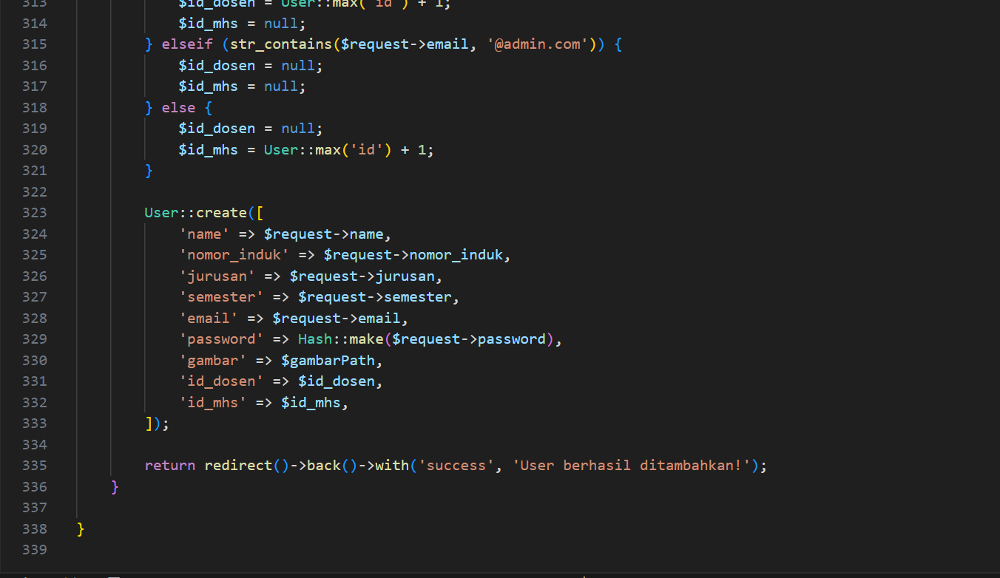 313             $id_dosen = User::max('id') + 1;
314             $id_mhs = null;
315         } elseif (str_contains($request->email, '@admin.com')) {
316             $id_dosen = null;
317             $id_mhs = null;
318         } else {
319             $id_dosen = null;
320             $id_mhs = User::max('id') + 1;
321         }
322
323         User::create([
324             'name' => $request->name,
325             'nomor_induk' => $request->nomor_induk,
326             'jurusan' => $request->jurusan,
327             'semester' => $request->semester,
328             'email' => $request->email,
329             'password' => Hash::make($request->password),
330             'gambar' => $gambarPath,
331             'id_dosen' => $id_dosen,
332             'id_mhs' => $id_mhs,
333         ]);
334
335         return redirect()->back()->with('success', 'User berhasil ditambahkan!');
336     }
337
338 }
339